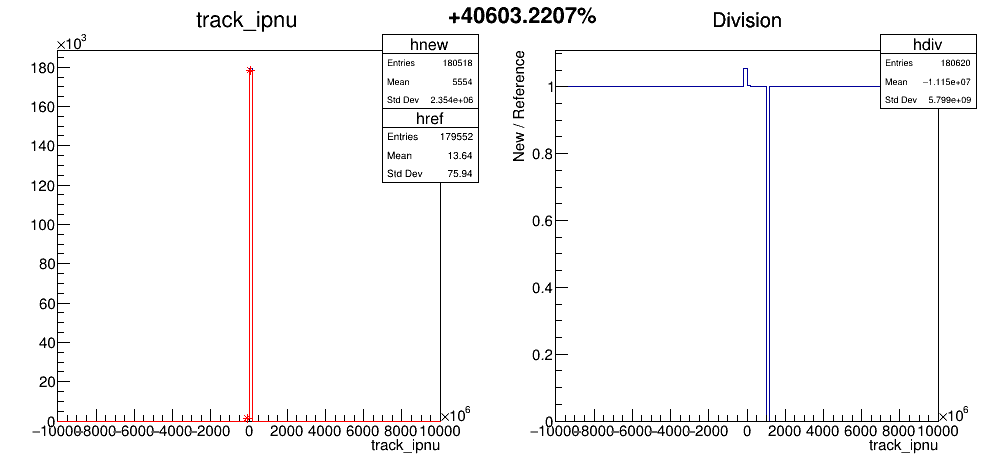 +40603.2207%
track_ipnu
×10³
180
160
140
120
100
80
60
40
20
0
−10000 −8000 −6000 −4000 −2000 0 2000 4000 6000 8000 10000
×10⁶
track_ipnu
hnew
Entries 180518
Mean 5554
Std Dev 2.354e+06
href
Entries 179552
Mean 13.64
Std Dev 75.94
Division
New / Reference
1
0.8
0.6
0.4
0.2
0
−10000 −8000 −6000 −4000 −2000 0 2000 4000 6000 8000 10000
×10⁶
track_ipnu
hdiv
Entries 180620
Mean −1.115e+07
Std Dev 5.799e+09